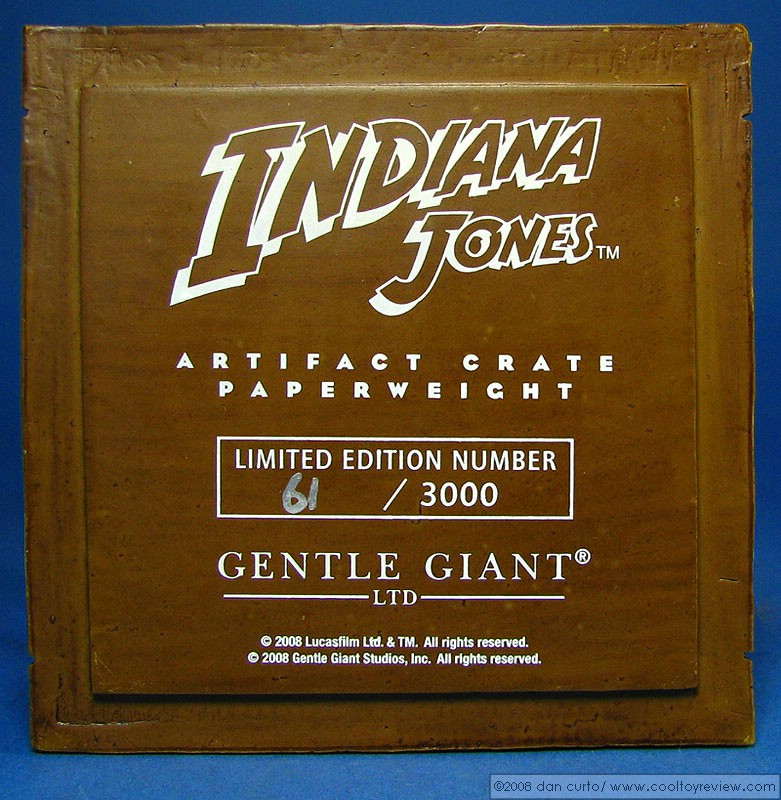 INDIANA
JONES™
ARTIFACT CRATE
PAPERWEIGHT
LIMITED EDITION NUMBER
61 / 3000
GENTLE GIANT®
LTD
© 2008 Lucasfilm Ltd. & TM. All rights reserved.
© 2008 Gentle Giant Studios, Inc. All rights reserved.
©2008 dan curto/ www.cooltoyreview.com